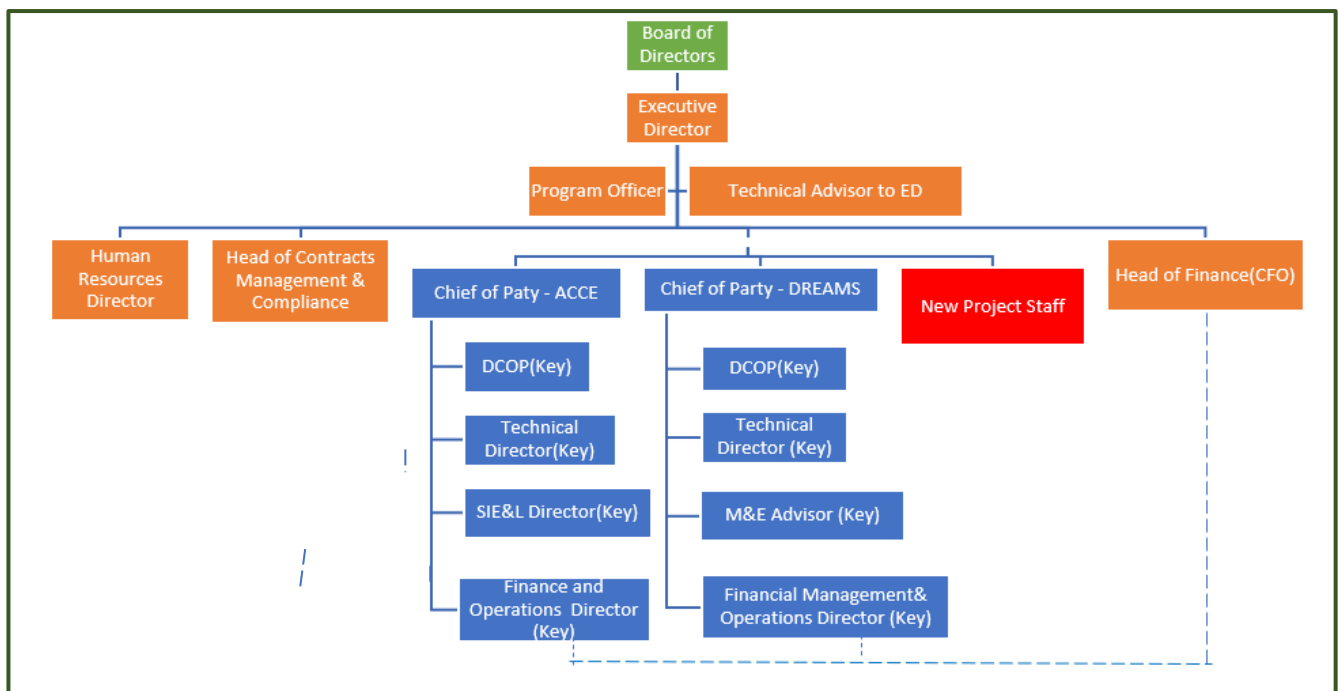 Board of
Directors
Executive
Director
Program Officer
Technical Advisor to ED
Human
Resources
Director
Head of Contracts
Management &
Compliance
Chief of Paty - ACCE
Chief of Party - DREAMS
New Project Staff
Head of Finance(CFO)
DCOP(Key)
Technical
Director(Key)
SIE&L Director(Key)
Finance and
Operations Director
(Key)
DCOP(Key)
Technical
Director (Key)
M&E Advisor (Key)
Financial Management&
Operations Director (Key)